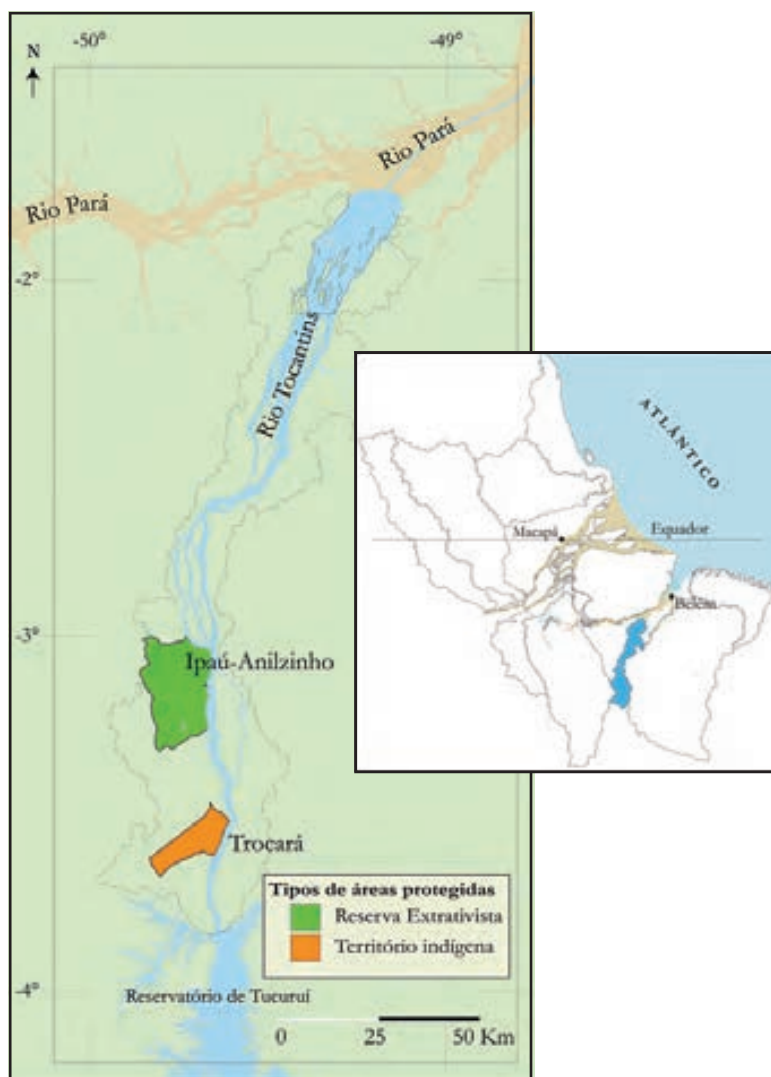 -50°
-49°
N
Rio Pará
Rio Pará
-2°
Rio Tocantins
-3°
Ipaú-Anilzinho
Trocará
Tipos de áreas protegidas
Reserva Extrativista
Território indígena
-4°
Reservatório de Tucuruí
0 25 50 Km
ATLÁNTICO
Macapá
Equador
Belém